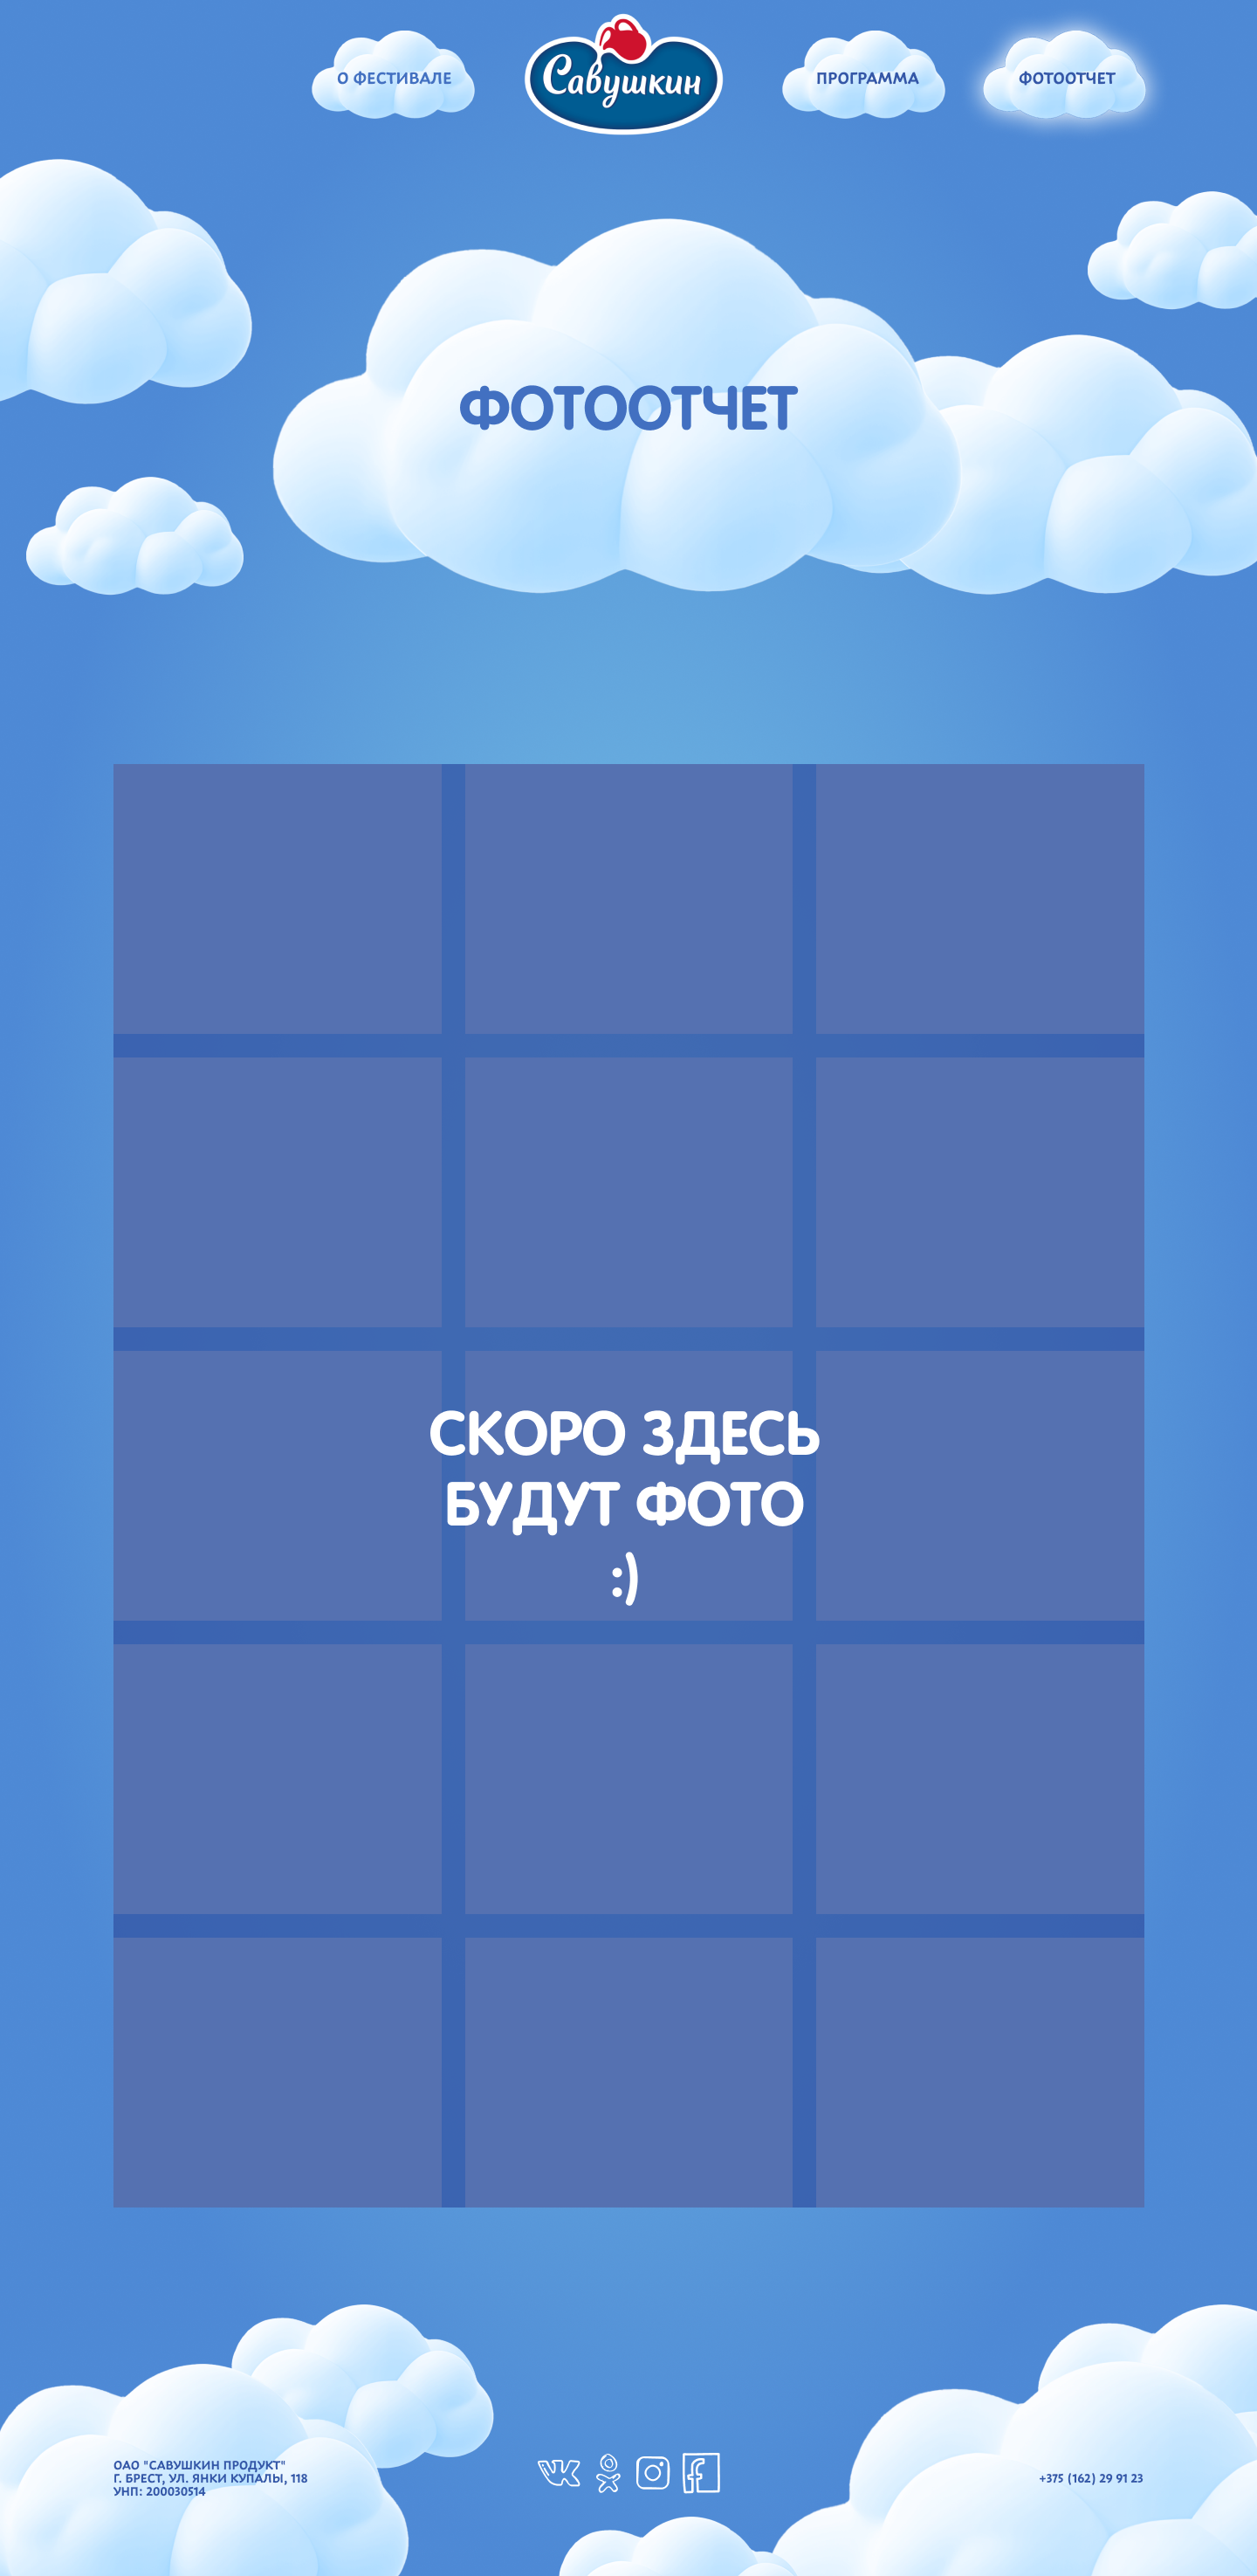 О ФЕСТИВАЛЕ
Савушкин
ПРОГРАММА
ФОТООТЧЕТ
ФОТООТЧЕТ
СКОРО ЗДЕСЬ
БУДУТ ФОТО
:)
ОАО "САВУШКИН ПРОДУКТ"
Г. БРЕСТ, УЛ. ЯНКИ КУПАЛЫ, 118
УНП: 200030514
+375 (162) 29 91 23